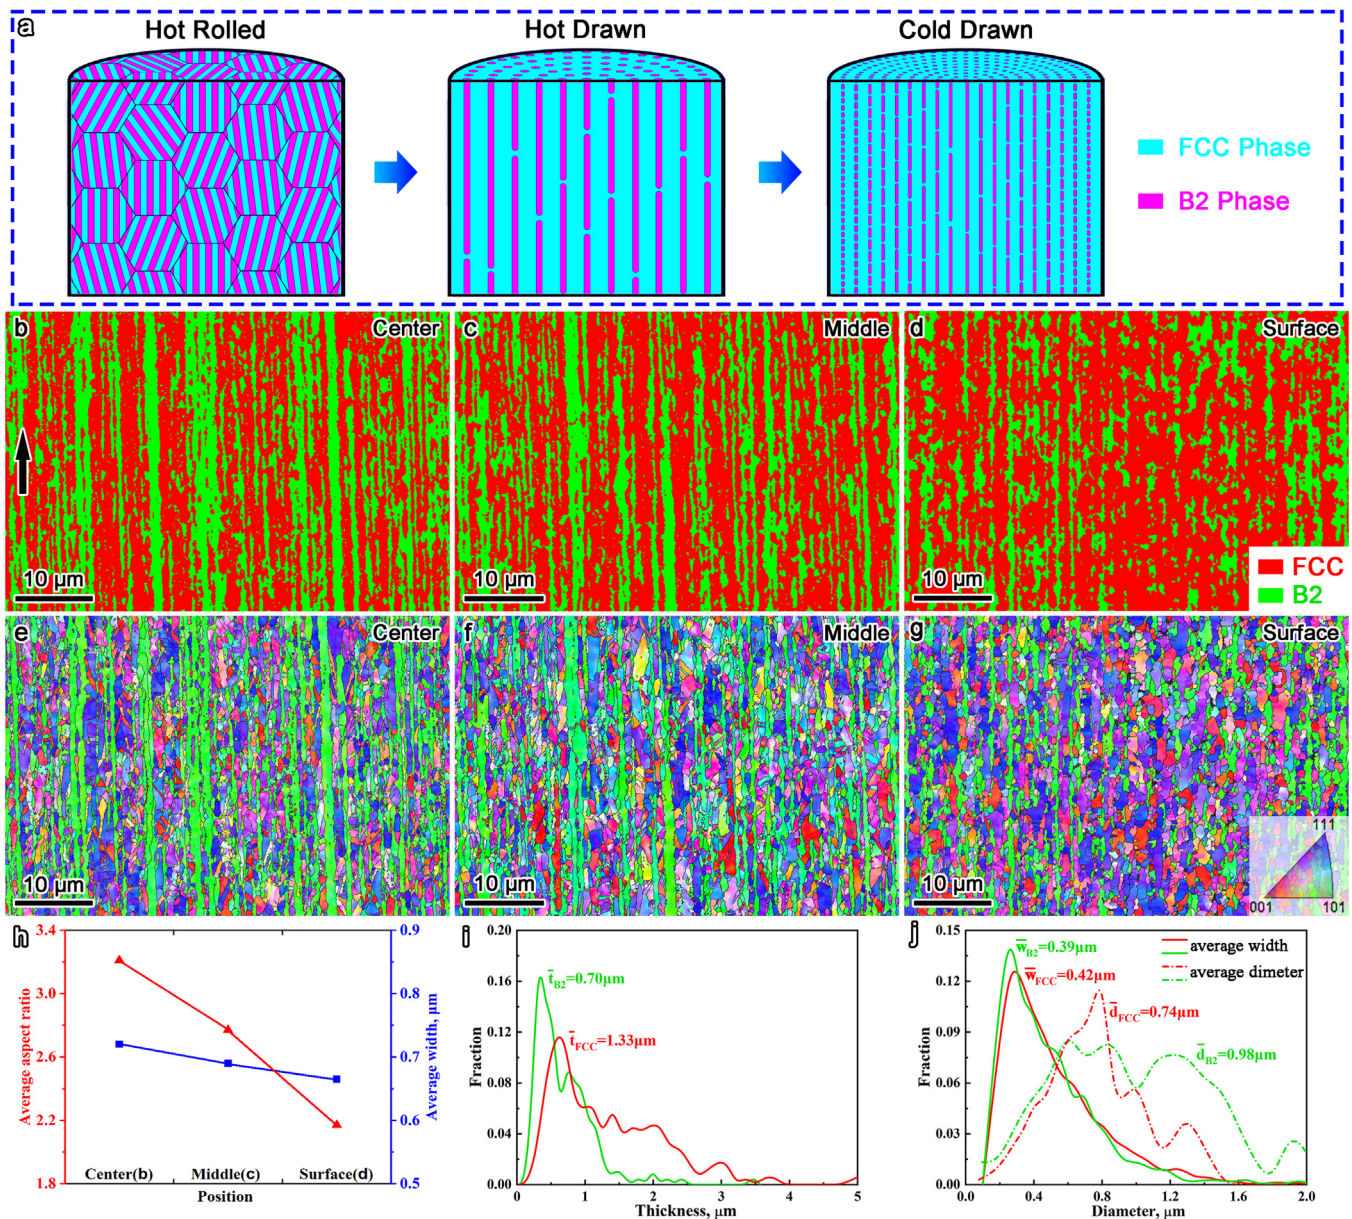 a
Hot Rolled
Hot Drawn
Cold Drawn
FCC Phase
B2 Phase
b
Center
10 μm
c
Middle
10 μm
d
Surface
10 μm
FCC
B2
e
Center
10 μm
f
Middle
10 μm
g
Surface
10 μm
111
001
101
h
Average aspect ratio
3.4
3.0
2.6
2.2
1.8
Center(b)
Middle(c)
Surface(d)
Position
0.9
0.8
0.7
0.6
0.5
Average width, μm
i
Fraction
0.20
0.16
0.12
0.08
0.04
0.00
t̄B2=0.70μm
t̄FCC=1.33μm
0
1
2
3
4
5
Thickness, μm
j
Fraction
0.15
0.12
0.09
0.06
0.03
0.00
w̄B2=0.39μm
w̄FCC=0.42μm
average width
average dimeter
d̄FCC=0.74μm
d̄B2=0.98μm
0.0
0.4
0.8
1.2
1.6
2.0
Diameter, μm